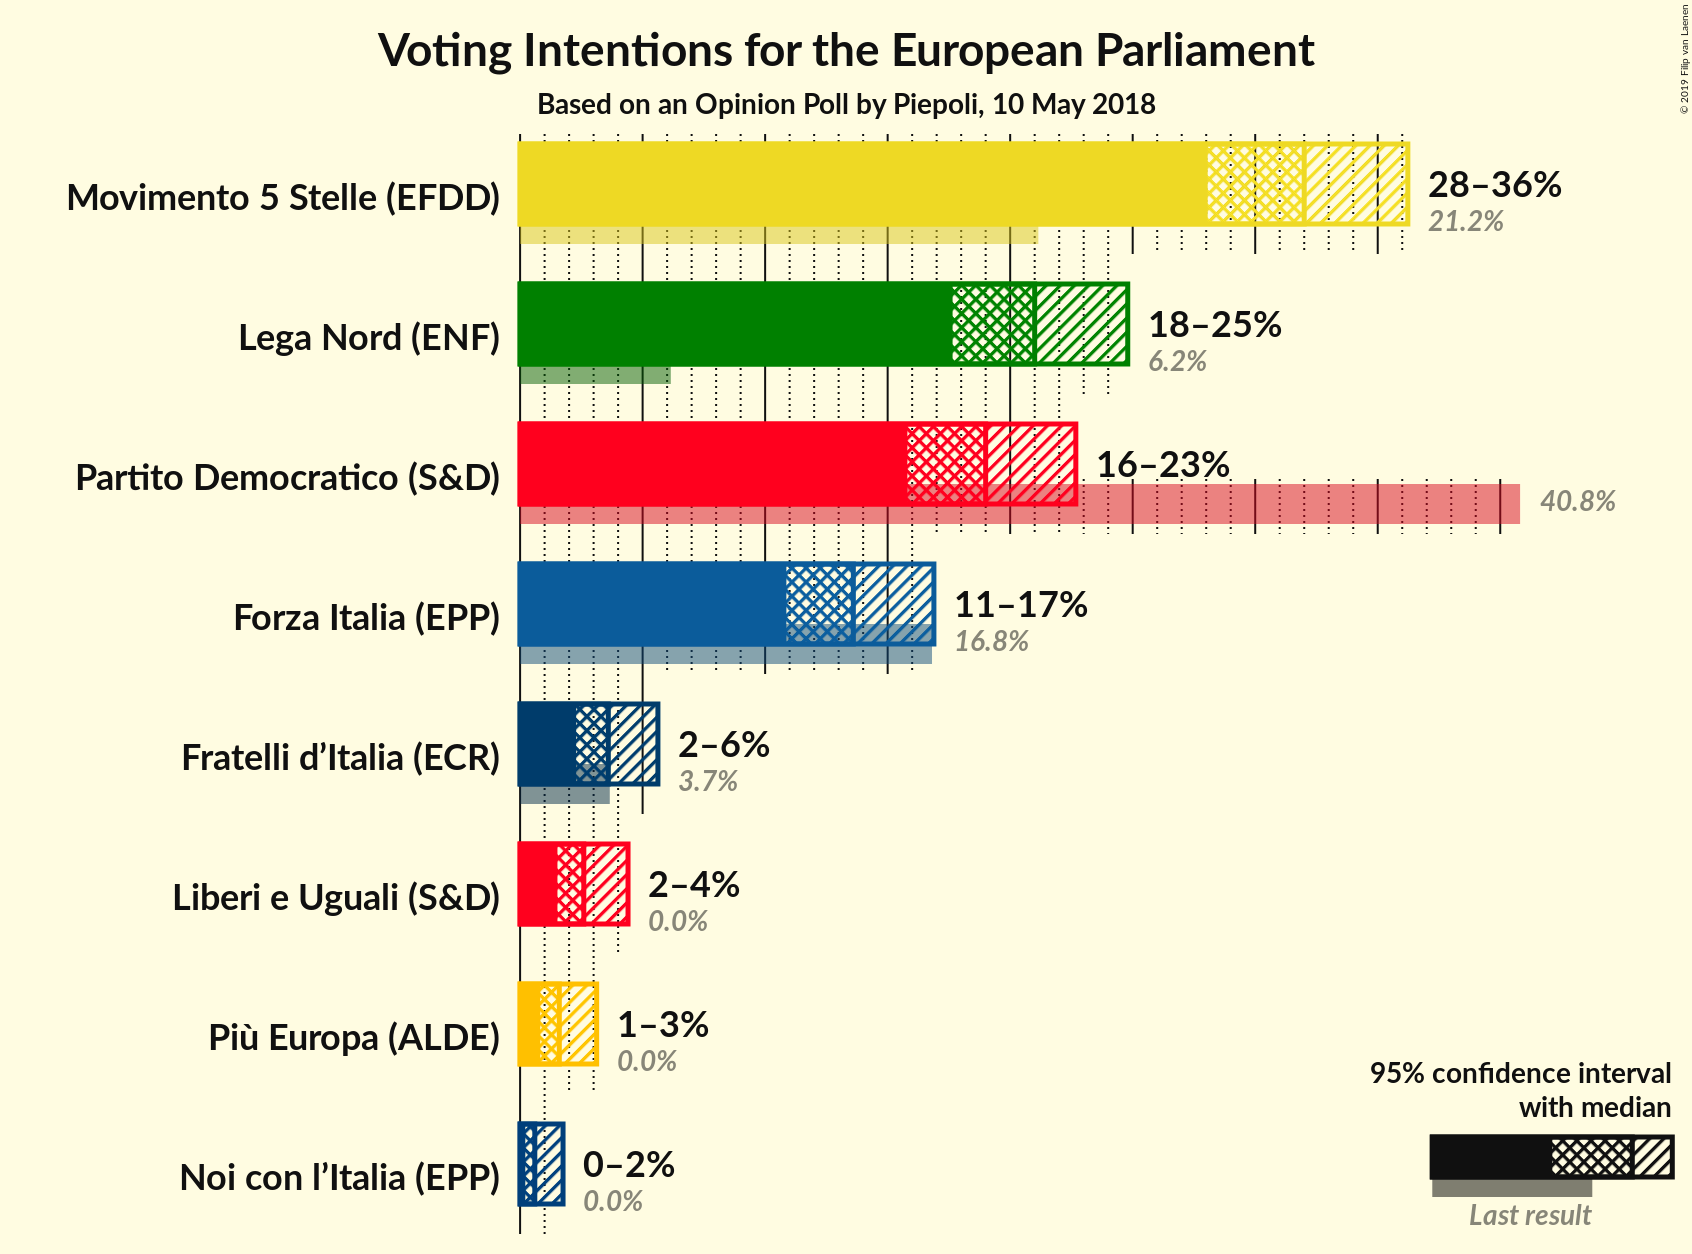 Voting Intentions for the European Parliament
Based on an Opinion Poll by Piepoli, 10 May 2018
© 2019 Filip van Laenen
Movimento 5 Stelle (EFDD)
28–36%
21.2%
Lega Nord (ENF)
18–25%
6.2%
Partito Democratico (S&D)
16–23%
40.8%
Forza Italia (EPP)
11–17%
16.8%
Fratelli d’Italia (ECR)
2–6%
3.7%
Liberi e Uguali (S&D)
2–4%
0.0%
Più Europa (ALDE)
1–3%
0.0%
Noi con l’Italia (EPP)
0–2%
0.0%
95% confidence interval
with median
Last result